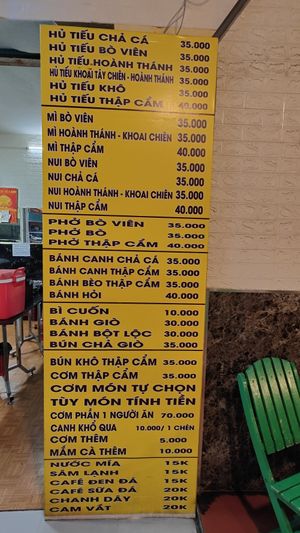 HỦ TIẾU CHẢ CÁ 35.000
HỦ TIẾU BÒ VIÊN 35.000
HỦ TIẾU.HOÀNH THÁNH 35.000
HỦ TIẾU KHOAI TÂY CHIÊN-HOÀNH THÁNH 35.000
HỦ TIẾU KHÔ 35.000
HỦ TIẾU THẬP CẨM 40.000
MÌ BÒ VIÊN 35.000
MÌ HOÀNH THÁNH - KHOAI CHIÊN 35.000
MÌ THẬP CẨM 40.000
NUI BÒ VIÊN 35.000
NUI CHẢ CÁ 35.000
NUI HOÀNH THÁNH - KHOAI CHIÊN 35.000
NUI THẬP CẨM 40.000
PHỞ BÒ VIÊN 35.000
PHỞ BÒ 35.000
PHỞ THẬP CẨM 40.000
BÁNH CANH CHẢ CÁ 35.000
BÁNH CANH THẬP CẨM 35.000
BÁNH BÈO THẬP CẨM 35.000
BÁNH HỎI 40.000
BÌ CUỐN 10.000
BÁNH GIÒ 30.000
BÁNH BỘT LỌC 30.000
BÚN CHẢ GIÒ 35.000
BÚN KHÔ THẬP CẨM 35.000
CƠM THẬP CẨM 35.000
CƠM MÓN TỰ CHỌN
TÙY MÓN TÍNH TIỀN
CƠM PHẦN 1 NGƯỜI ĂN 70.000
CANH KHỔ QUA 10.000/ 1 CHÉN
CƠM THÊM 5.000
MẮM CÀ THÊM 10.000
NƯỚC MÍA 15K
SÂM LẠNH 15K
CAFÉ ĐEN ĐÁ 15K
CAFÉ SỮA ĐÁ 20K
CHANH DÂY 20K
CAM VẮT 20K